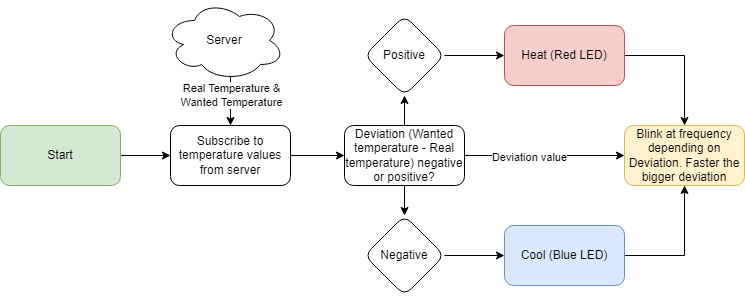 Server
Real Temperature &
Wanted Temperature
Positive
Heat (Red LED)
Start
Subscribe to
temperature values
from server
Deviation (Wanted
temperature - Real
temperature) negative
or positive?
Deviation value
Blink at frequency
depending on
Deviation. Faster the
bigger deviation
Negative
Cool (Blue LED)